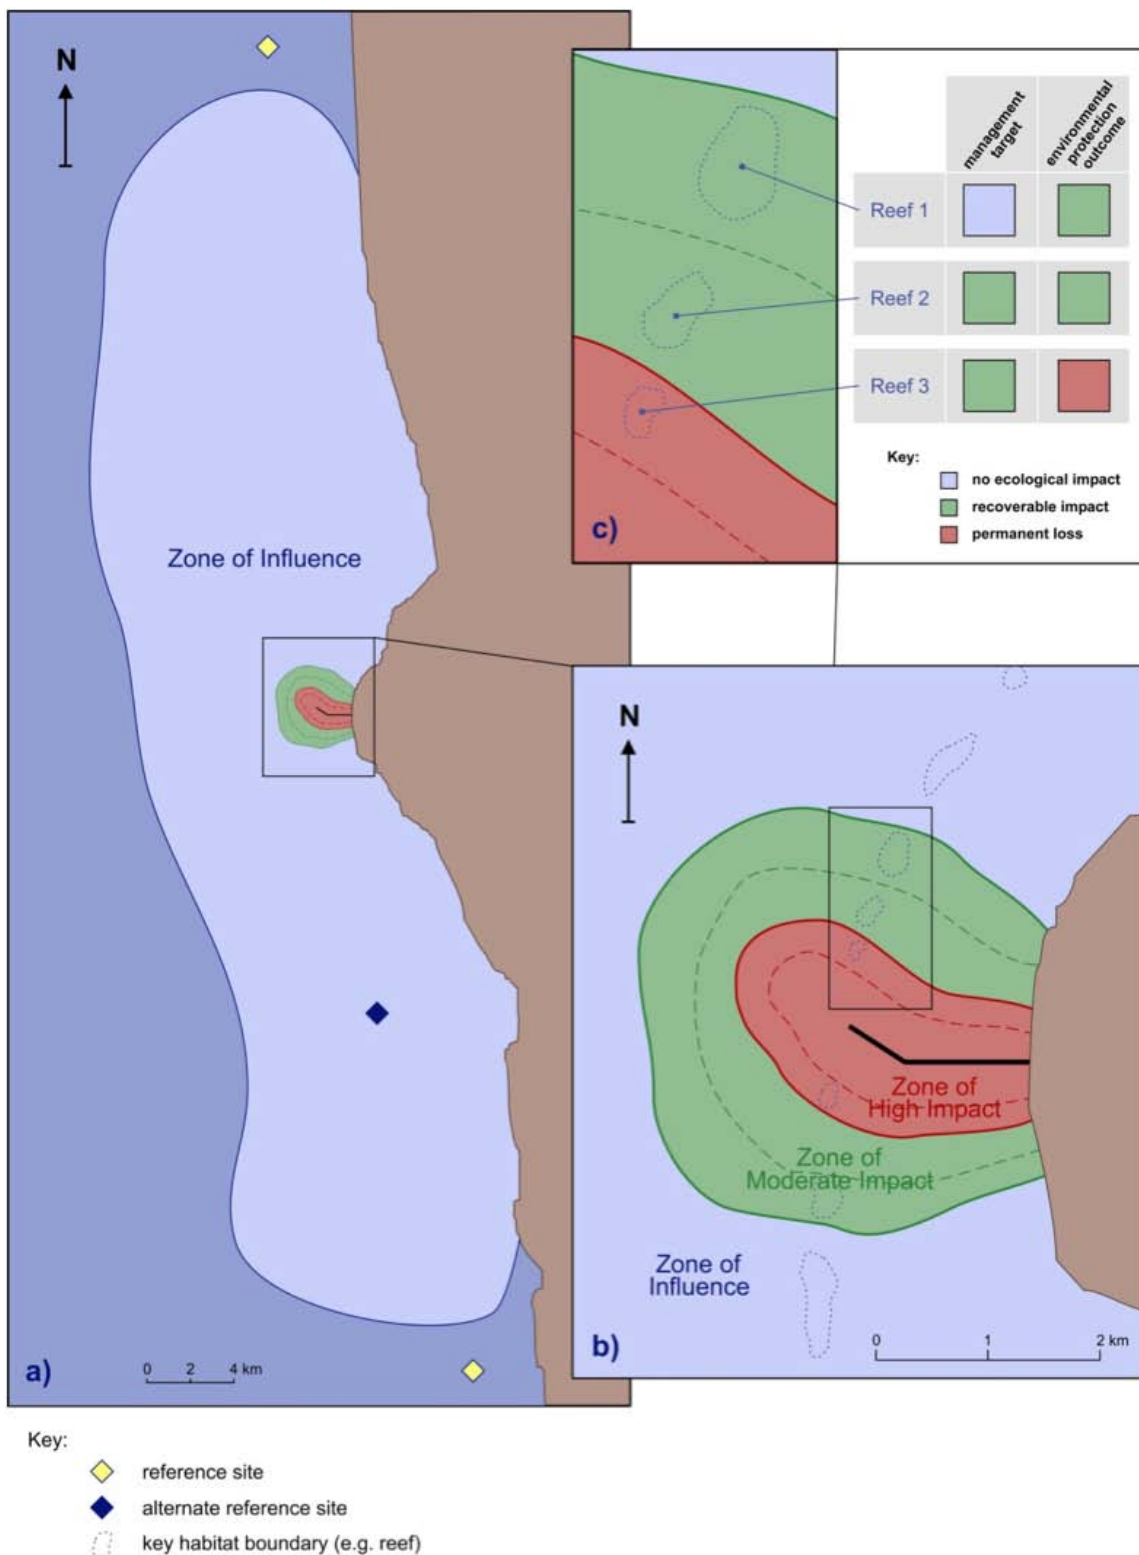 N
Zone of Influence
a)
0 2 4 km
management
target
environmental
protection
outcome
Reef 1
Reef 2
Reef 3
Key:
no ecological impact
recoverable impact
permanent loss
c)
N
Zone of
High Impact
Zone of
Moderate Impact
Zone of
Influence
b)
0 1 2 km
Key:
reference site
alternate reference site
key habitat boundary (e.g. reef)